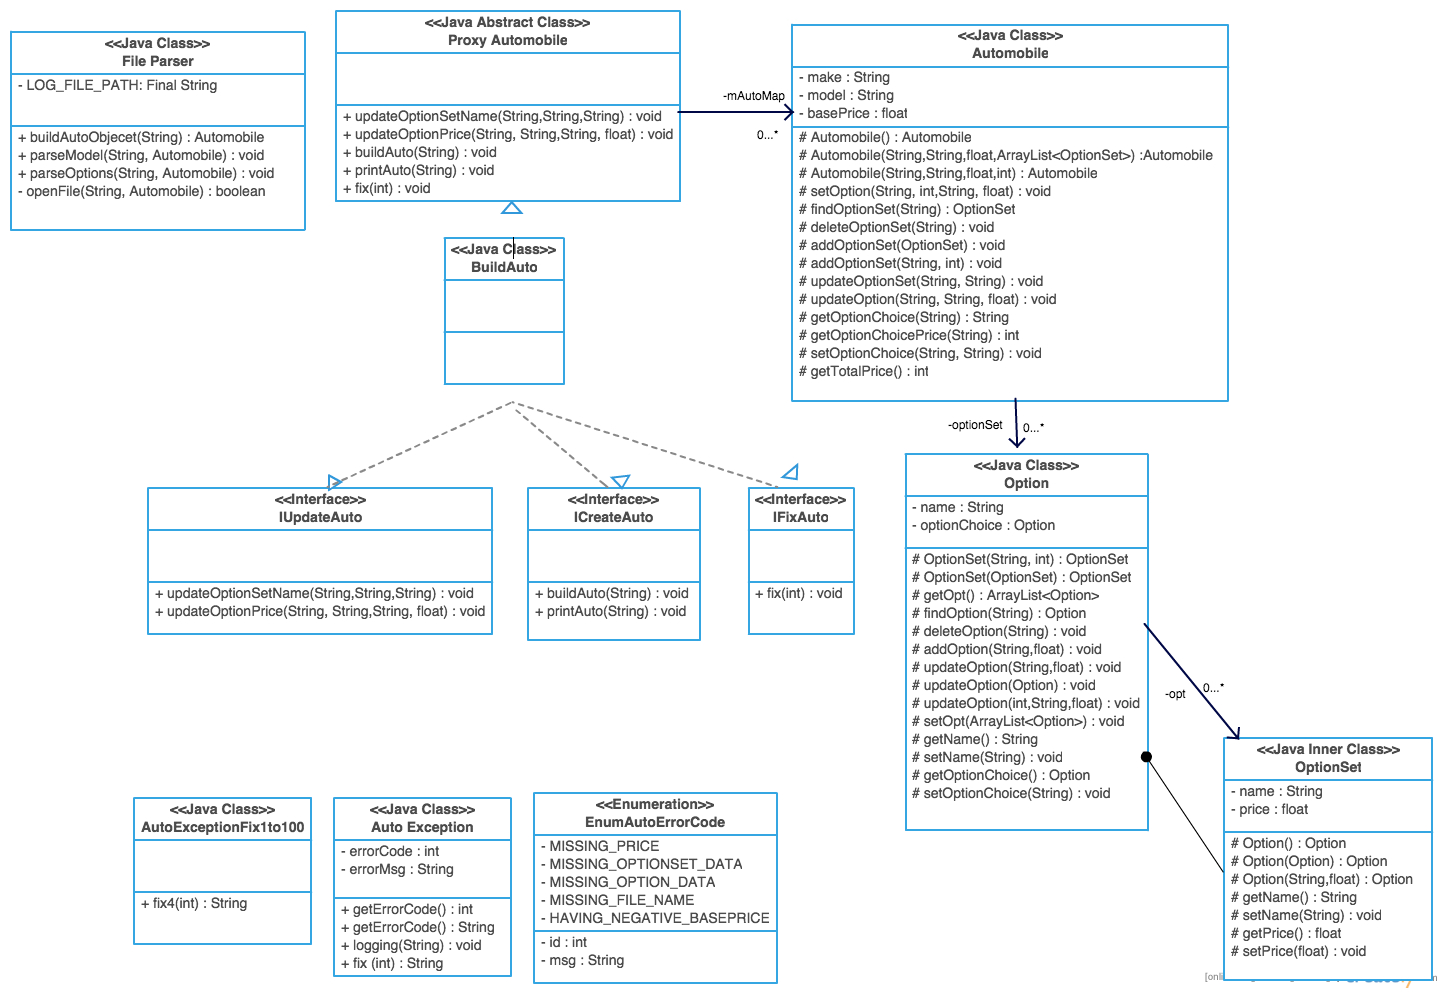 <<Java Class>>
File Parser
- LOG_FILE_PATH: Final String
+ buildAutoObjecet(String) : Automobile
+ parseModel(String, Automobile) : void
+ parseOptions(String, Automobile) : void
- openFile(String, Automobile) : boolean
<<Java Abstract Class>>
Proxy Automobile
+ updateOptionSetName(String,String,String) : void
+ updateOptionPrice(String, String,String, float) : void
+ buildAuto(String) : void
+ printAuto(String) : void
+ fix(int) : void
-mAutoMap
0...*
<<Java Class>>
Automobile
- make : String
- model : String
- basePrice : float
# Automobile() : Automobile
# Automobile(String,String,float,ArrayList<OptionSet>) :Automobile
# Automobile(String,String,float,int) : Automobile
# setOption(String, int,String, float) : void
# findOptionSet(String) : OptionSet
# deleteOptionSet(String) : void
# addOptionSet(OptionSet) : void
# addOptionSet(String, int) : void
# updateOptionSet(String, String) : void
# updateOption(String, String, float) : void
# getOptionChoice(String) : String
# getOptionChoicePrice(String) : int
# setOptionChoice(String, String) : void
# getTotalPrice() : int
<<Java Class>>
BuildAuto
-optionSet
0...*
<<Interface>>
IUpdateAuto
+ updateOptionSetName(String,String,String) : void
+ updateOptionPrice(String, String,String, float) : void
<<Interface>>
ICreateAuto
+ buildAuto(String) : void
+ printAuto(String) : void
<<Interface>>
IFixAuto
+ fix(int) : void
<<Java Class>>
Option
- name : String
- optionChoice : Option
# OptionSet(String, int) : OptionSet
# OptionSet(OptionSet) : OptionSet
# getOpt() : ArrayList<Option>
# findOption(String) : Option
# deleteOption(String) : void
# addOption(String,float) : void
# updateOption(String,float) : void
# updateOption(Option) : void
# updateOption(int,String,float) : void
# setOpt(ArrayList<Option>) : void
# getName() : String
# setName(String) : void
# getOptionChoice() : Option
# setOptionChoice(String) : void
-opt
0...*
<<Java Inner Class>>
OptionSet
- name : String
- price : float
# Option() : Option
# Option(Option) : Option
# Option(String,float) : Option
# getName() : String
# setName(String) : void
# getPrice() : float
# setPrice(float) : void
<<Java Class>>
AutoExceptionFix1to100
+ fix4(int) : String
<<Java Class>>
Auto Exception
- errorCode : int
- errorMsg : String
+ getErrorCode() : int
+ getErrorCode() : String
+ logging(String) : void
+ fix (int) : String
<<Enumeration>>
EnumAutoErrorCode
- MISSING_PRICE
- MISSING_OPTIONSET_DATA
- MISSING_OPTION_DATA
- MISSING_FILE_NAME
- HAVING_NEGATIVE_BASEPRICE
- id : int
- msg : String